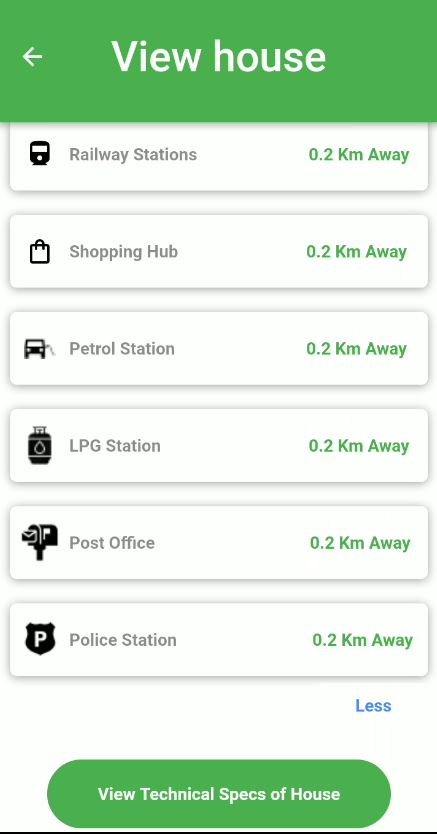 View house
Railway Stations 0.2 Km Away
Shopping Hub 0.2 Km Away
Petrol Station 0.2 Km Away
LPG Station 0.2 Km Away
Post Office 0.2 Km Away
P Police Station 0.2 Km Away
Less
View Technical Specs of House